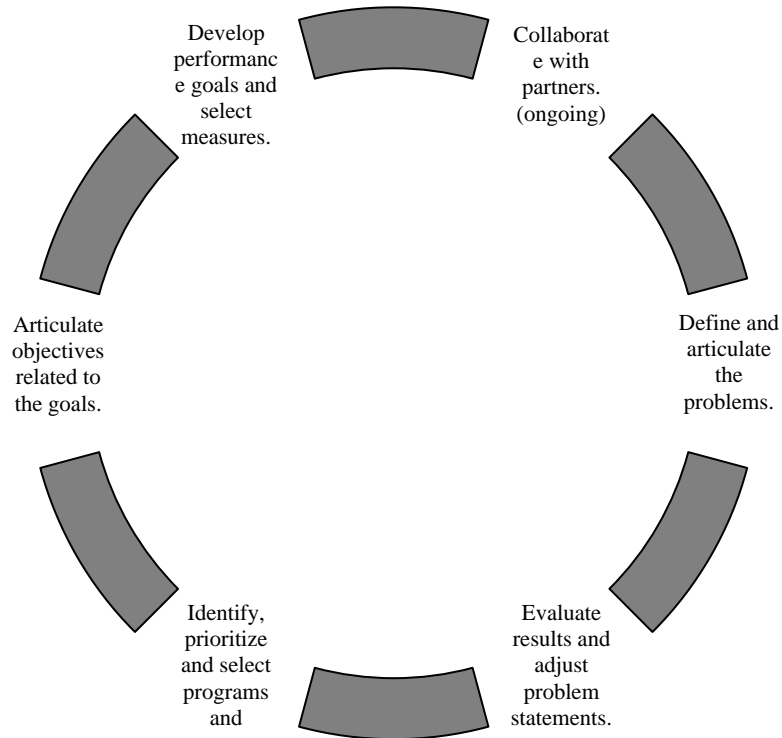 Develop
performanc
e goals and
select
measures.
Collaborat
e with
partners.
(ongoing)
Articulate
objectives
related to
the goals.
Define and
articulate
the
problems.
Identify,
prioritize
and select
programs
and
Evaluate
results and
adjust
problem
statements.